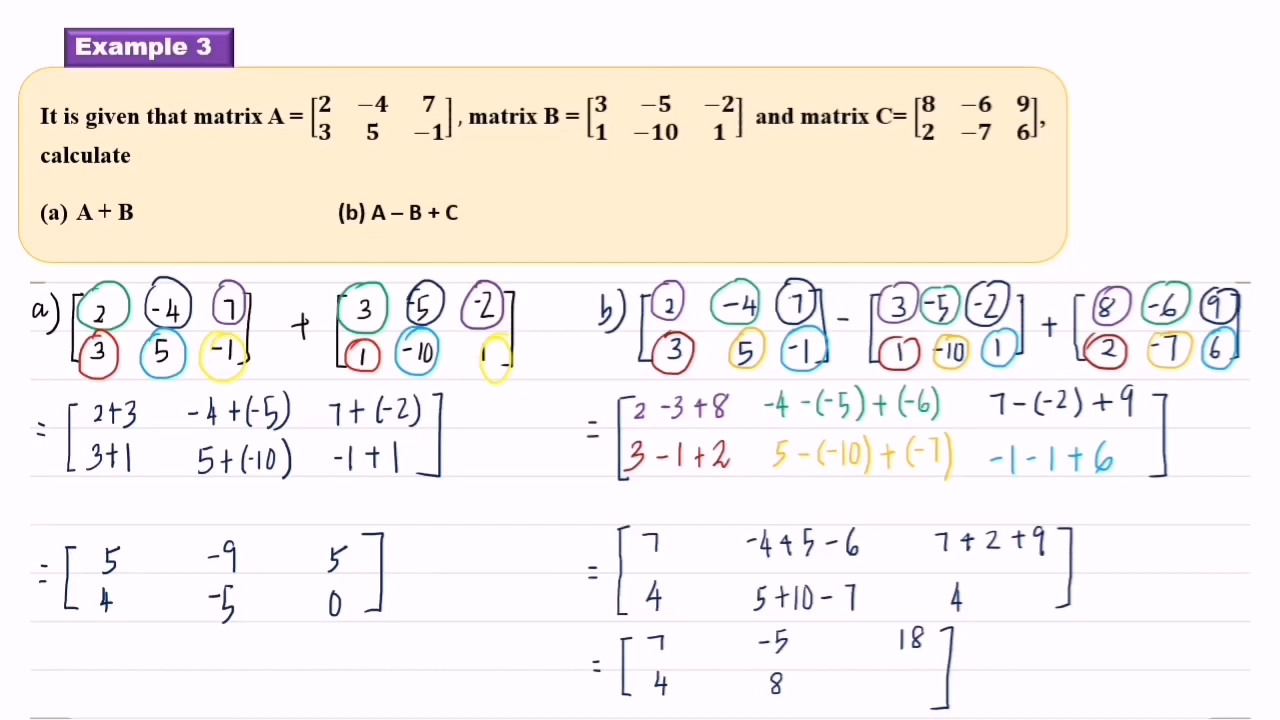 Example 3
It is given that matrix A = [2 −4 7], matrix B = [3 −5 −2] and matrix C= [8 −6 9],
[3 5 −1] [1 −10 1] [2 −7 6]
calculate
(a) A + B (b) A – B + C
a) [2 -4 7] + [3 -5 -2]
[3 5 -1] [1 -10 1]
= [2+3 -4+(-5) 7+(-2)]
[3+1 5+(-10) -1+1]
= [5 -9 5]
[4 -5 0]
b) [2 -4 7] - [3 -5 -2] + [8 -6 9]
[3 5 -1] [1 -10 1] [2 -7 6]
= [2-3+8 -4-(-5)+(-6) 7-(-2)+9]
[3-1+2 5-(-10)+(-7) -1-1+6]
= [7 -4+5-6 7+2+9]
[4 5+10-7 4]
= [7 -5 18]
[4 8 ]